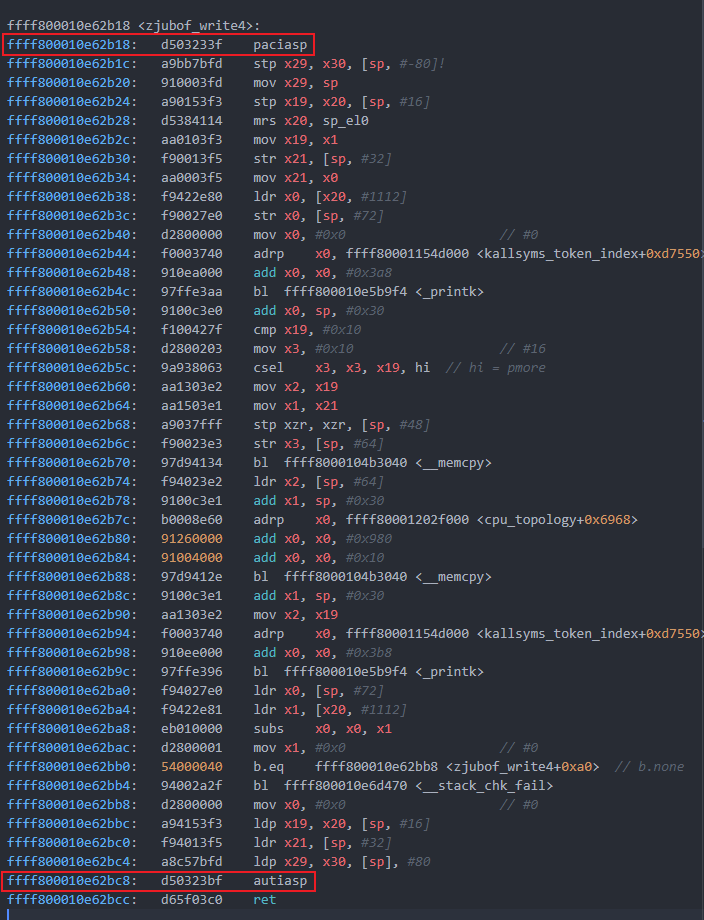 ffff800010e62b18 <zjubof_write4>:
ffff800010e62b18: d503233f paciasp
ffff800010e62b1c: a9bb7bfd stp x29, x30, [sp, #-80]!
ffff800010e62b20: 910003fd mov x29, sp
ffff800010e62b24: a90153f3 stp x19, x20, [sp, #16]
ffff800010e62b28: d5384114 mrs x20, sp_el0
ffff800010e62b2c: aa0103f3 mov x19, x1
ffff800010e62b30: f90013f5 str x21, [sp, #32]
ffff800010e62b34: aa0003f5 mov x21, x0
ffff800010e62b38: f9422e80 ldr x0, [x20, #1112]
ffff800010e62b3c: f90027e0 str x0, [sp, #72]
ffff800010e62b40: d2800000 mov x0, #0x0 // #0
ffff800010e62b44: f0003740 adrp x0, ffff80001154d000 <kallsyms_token_index+0xd7550>
ffff800010e62b48: 910ea000 add x0, x0, #0x3a8
ffff800010e62b4c: 97ffe3aa bl ffff800010e5b9f4 <_printk>
ffff800010e62b50: 9100c3e0 add x0, sp, #0x30
ffff800010e62b54: f100427f cmp x19, #0x10
ffff800010e62b58: d2800203 mov x3, #0x10 // #16
ffff800010e62b5c: 9a938063 csel x3, x3, x19, hi // hi = pmore
ffff800010e62b60: aa1303e2 mov x2, x19
ffff800010e62b64: aa1503e1 mov x1, x21
ffff800010e62b68: a9037fff stp xzr, xzr, [sp, #48]
ffff800010e62b6c: f90023e3 str x3, [sp, #64]
ffff800010e62b70: 97d94134 bl ffff8000104b3040 <__memcpy>
ffff800010e62b74: f94023e2 ldr x2, [sp, #64]
ffff800010e62b78: 9100c3e1 add x1, sp, #0x30
ffff800010e62b7c: b0008e60 adrp x0, ffff80001202f000 <cpu_topology+0x6968>
ffff800010e62b80: 91260000 add x0, x0, #0x980
ffff800010e62b84: 91004000 add x0, x0, #0x10
ffff800010e62b88: 97d9412e bl ffff8000104b3040 <__memcpy>
ffff800010e62b8c: 9100c3e1 add x1, sp, #0x30
ffff800010e62b90: aa1303e2 mov x2, x19
ffff800010e62b94: f0003740 adrp x0, ffff80001154d000 <kallsyms_token_index+0xd7550>
ffff800010e62b98: 910ee000 add x0, x0, #0x3b8
ffff800010e62b9c: 97ffe396 bl ffff800010e5b9f4 <_printk>
ffff800010e62ba0: f94027e0 ldr x0, [sp, #72]
ffff800010e62ba4: f9422e81 ldr x1, [x20, #1112]
ffff800010e62ba8: eb010000 subs x0, x0, x1
ffff800010e62bac: d2800001 mov x1, #0x0 // #0
ffff800010e62bb0: 54000040 b.eq ffff800010e62bb8 <zjubof_write4+0xa0> // b.none
ffff800010e62bb4: 94002a2f bl ffff800010e6d470 <__stack_chk_fail>
ffff800010e62bb8: d2800000 mov x0, #0x0 // #0
ffff800010e62bbc: a94153f3 ldp x19, x20, [sp, #16]
ffff800010e62bc0: f94013f5 ldr x21, [sp, #32]
ffff800010e62bc4: a8c57bfd ldp x29, x30, [sp], #80
ffff800010e62bc8: d50323bf autiasp
ffff800010e62bcc: d65f03c0 ret